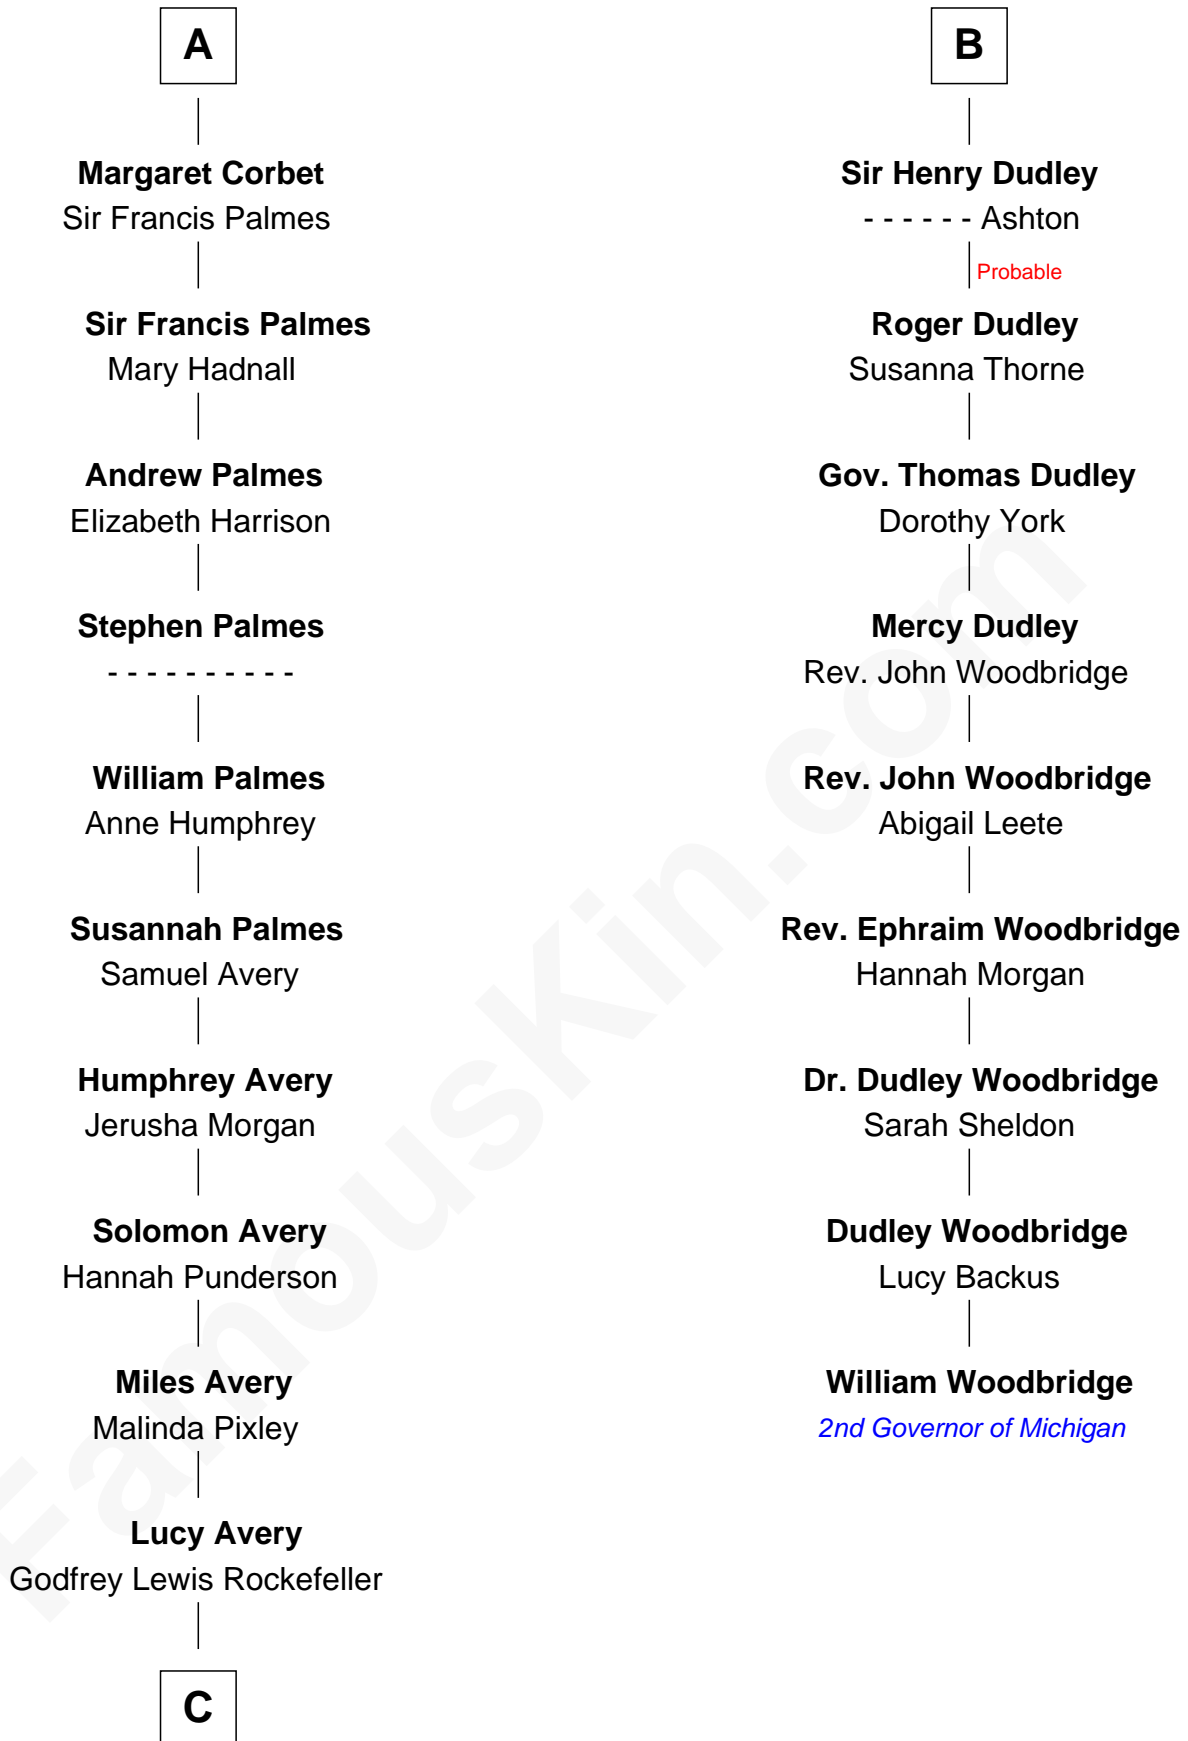 A
Margaret Corbet
Sir Francis Palmes
Sir Francis Palmes
Mary Hadnall
Andrew Palmes
Elizabeth Harrison
Stephen Palmes
- - - - - - - - - -
William Palmes
Anne Humphrey
Susannah Palmes
Samuel Avery
Humphrey Avery
Jerusha Morgan
Solomon Avery
Hannah Punderson
Miles Avery
Malinda Pixley
Lucy Avery
Godfrey Lewis Rockefeller
C
B
Sir Henry Dudley
- - - - - - Ashton
Probable
Roger Dudley
Susanna Thorne
Gov. Thomas Dudley
Dorothy York
Mercy Dudley
Rev. John Woodbridge
Rev. John Woodbridge
Abigail Leete
Rev. Ephraim Woodbridge
Hannah Morgan
Dr. Dudley Woodbridge
Sarah Sheldon
Dudley Woodbridge
Lucy Backus
William Woodbridge
2nd Governor of Michigan
FamousKin.com